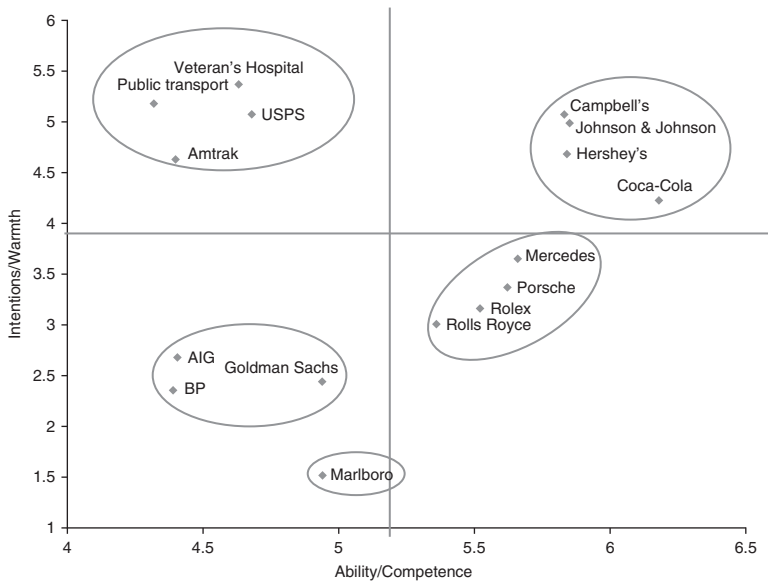 6
5.5
5
4.5
4
3.5
3
2.5
2
1.5
1
Intentions/Warmth
Veteran's Hospital
Public transport
USPS
Amtrak
Campbell's
Johnson & Johnson
Hershey's
Coca-Cola
Mercedes
Porsche
Rolex
Rolls Royce
AIG
Goldman Sachs
BP
Marlboro
4
4.5
5
5.5
6
6.5
Ability/Competence